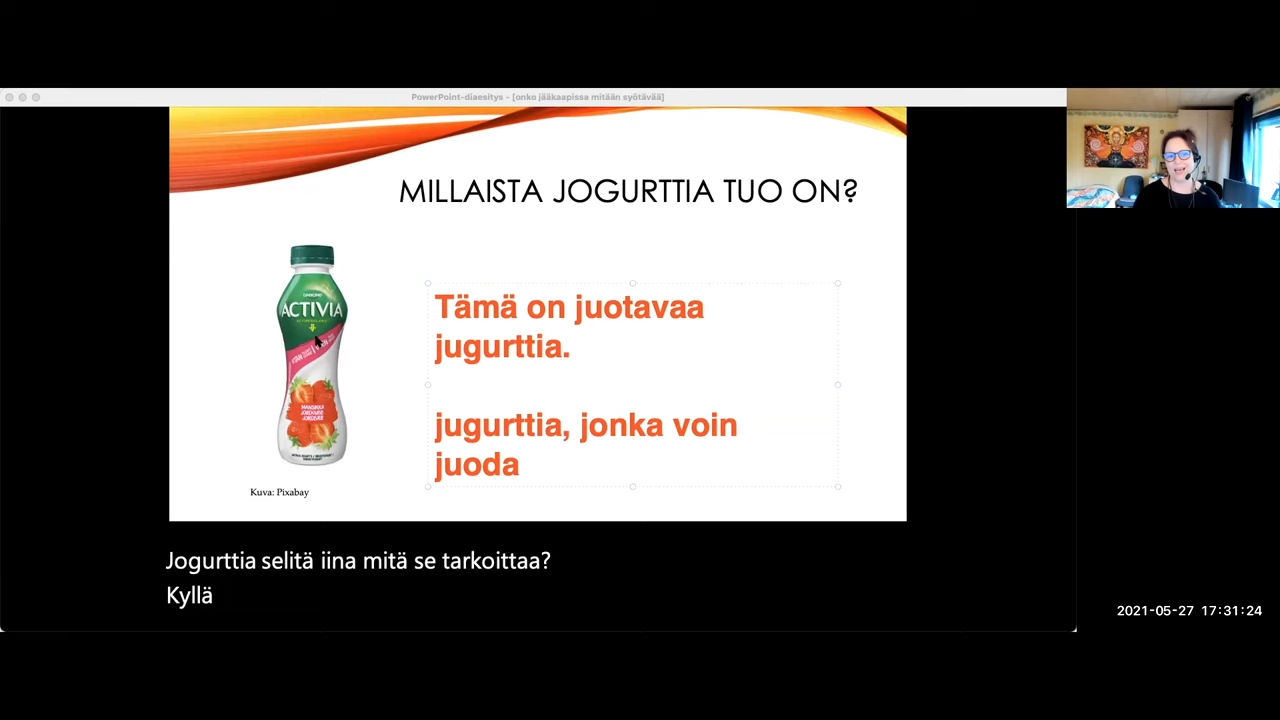 PowerPoint-diaesitys - [onko jääkaapissa mitään syötävää]
MILLAISTA JOGURTTIA TUO ON?
DANONE
ACTIVIA
Tämä on juotavaa
jugurttia.
jugurttia, jonka voin
juoda
Kuva: Pixabay
Jogurttia selitä iina mitä se tarkoittaa?
Kyllä
2021-05-27 17:31:24